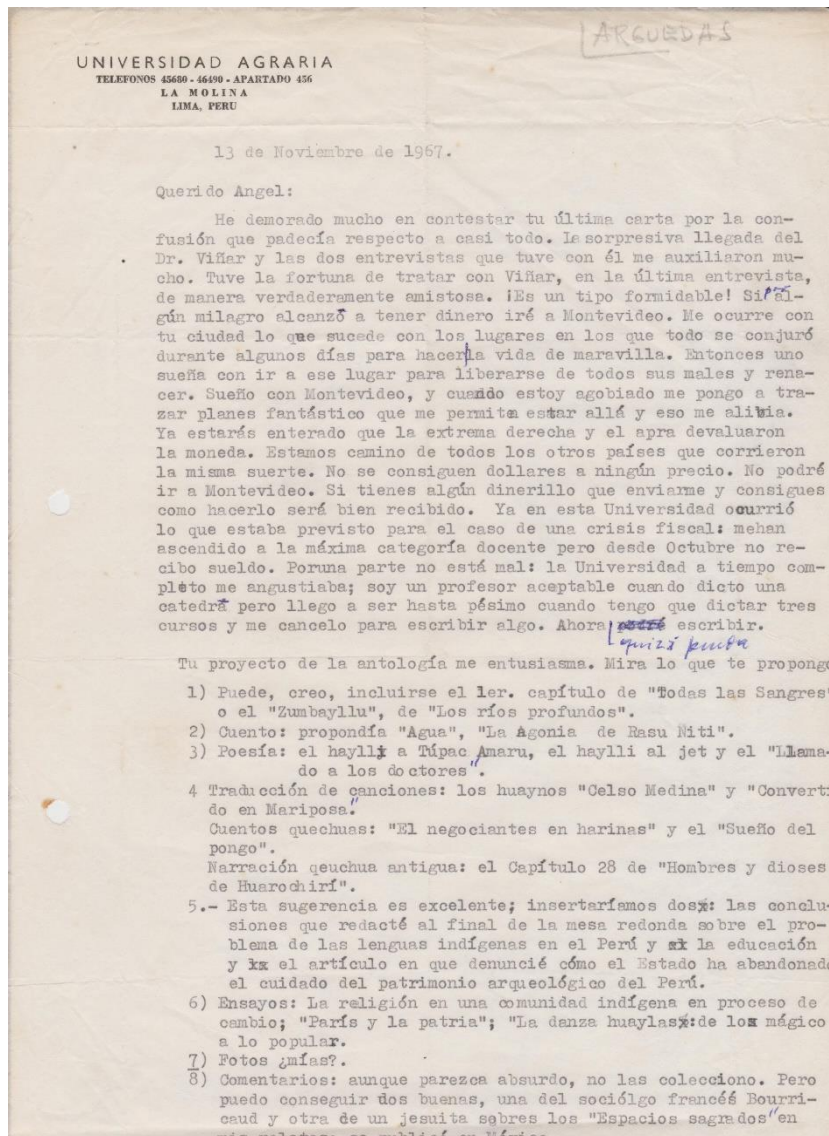 ARGUEDAS
UNIVERSIDAD AGRARIA
TELEFONOS 45680 - 46490 - APARTADO 456
LA MOLINA
LIMA, PERU
13 de Noviembre de 1967.
Querido Angel:
He demorado mucho en contestar tu última carta por la con-
fusión que padecía respecto a casi todo. La sorpresiva llegada del
Dr. Viñar y las dos entrevistas que tuve con él me auxiliaron mu-
cho. Tuve la fortuna de tratar con Viñar, en la última entrevista,
de manera verdaderamente amistosa. ¡Es un tipo formidable! Si por al-
gún milagro alcanzó a tener dinero iré a Montevideo. Me ocurre con
tu ciudad lo que sucede con los lugares en los que todo se conjuró
durante algunos días para hacer la vida de maravilla. Entonces uno
sueña con ir a ese lugar para liberarse de todos sus males y rena-
cer. Sueño con Montevideo, y cuando estoy agobiado me pongo a tra-
zar planes fantástico que me permita estar allá y eso me alivia.
Ya estarás enterado que la extrema derecha y el apra devaluaron
la moneda. Estamos camino de todos los otros países que corrieron
la misma suerte. No se consiguen dollares a ningún precio. No podré
ir a Montevideo. Si tienes algún dinerillo que enviarme y consigues
como hacerlo será bien recibido. Ya en esta Universidad ocurrió
lo que estaba previsto para el caso de una crisis fiscal: mehan
ascendido a la máxima categoría docente pero desde Octubre no re-
cibo sueldo. Poruna parte no está mal: la Universidad a tiempo com-
pleto me angustiaba; soy un profesor aceptable cuando dicto una
catedrá pero llego a ser hasta pésimo cuando tengo que dictar tres
cursos y me cancelo para escribir algo. Ahora escribir.
quizá pueda
Tu proyecto de la antología me entusiasma. Mira lo que te propongo
1) Puede, creo, incluirse el 1er. capítulo de "Todas las Sangres"
o el "Zumbayllu", de "Los ríos profundos".
2) Cuento: propondía "Agua", "La Agonia de Rasu Niti".
3) Poesía: el haylli a Túpac Amaru, el haylli al jet y el "Llama-
do a los doctores".
4 Traducción de canciones: los huaynos "Celso Medina" y "Converti
do en Mariposa."
Cuentos quechuas: "El negociantes en harinas" y el "Sueño del
pongo".
Narración qeuchua antigua: el Capítulo 28 de "Hombres y dioses
de Huarochirí".
5.- Esta sugerencia es excelente; insertaríamos dos: las conclu-
siones que redacté al final de la mesa redonda sobre el pro-
blema de las lenguas indígenas en el Perú y la educación
y el artículo en que denuncié cómo el Estado ha abandonad
el cuidado del patrimonio arqueológico del Perú.
6) Ensayos: La religión en una comunidad indígena en proceso de
cambio; "París y la patria"; "La danza huaylas: de lo mágico
a lo popular.
7) Fotos ¿mías?.
8) Comentarios: aunque parezca absurdo, no las colecciono. Pero
puedo conseguir dos buenas, una del sociólgo francés Bourri-
caud y otra de un jesuita sobres los "Espacios sagrados" en